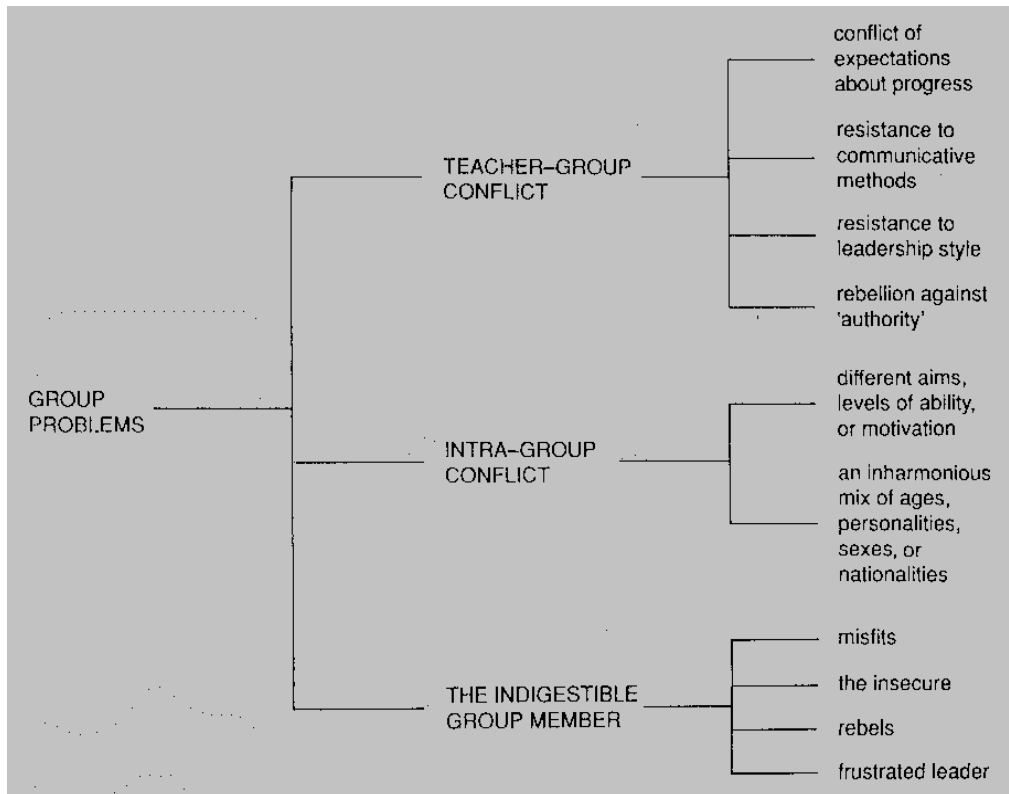 conflict of
expectations
about progress
resistance to
communicative
methods
TEACHER–GROUP
CONFLICT
resistance to
leadership style
rebellion against
'authority'
GROUP
PROBLEMS
different aims,
levels of ability,
or motivation
INTRA–GROUP
CONFLICT
an inharmonious
mix of ages,
personalities,
sexes, or
nationalities
misfits
THE INDIGESTIBLE
GROUP MEMBER
the insecure
rebels
frustrated leader